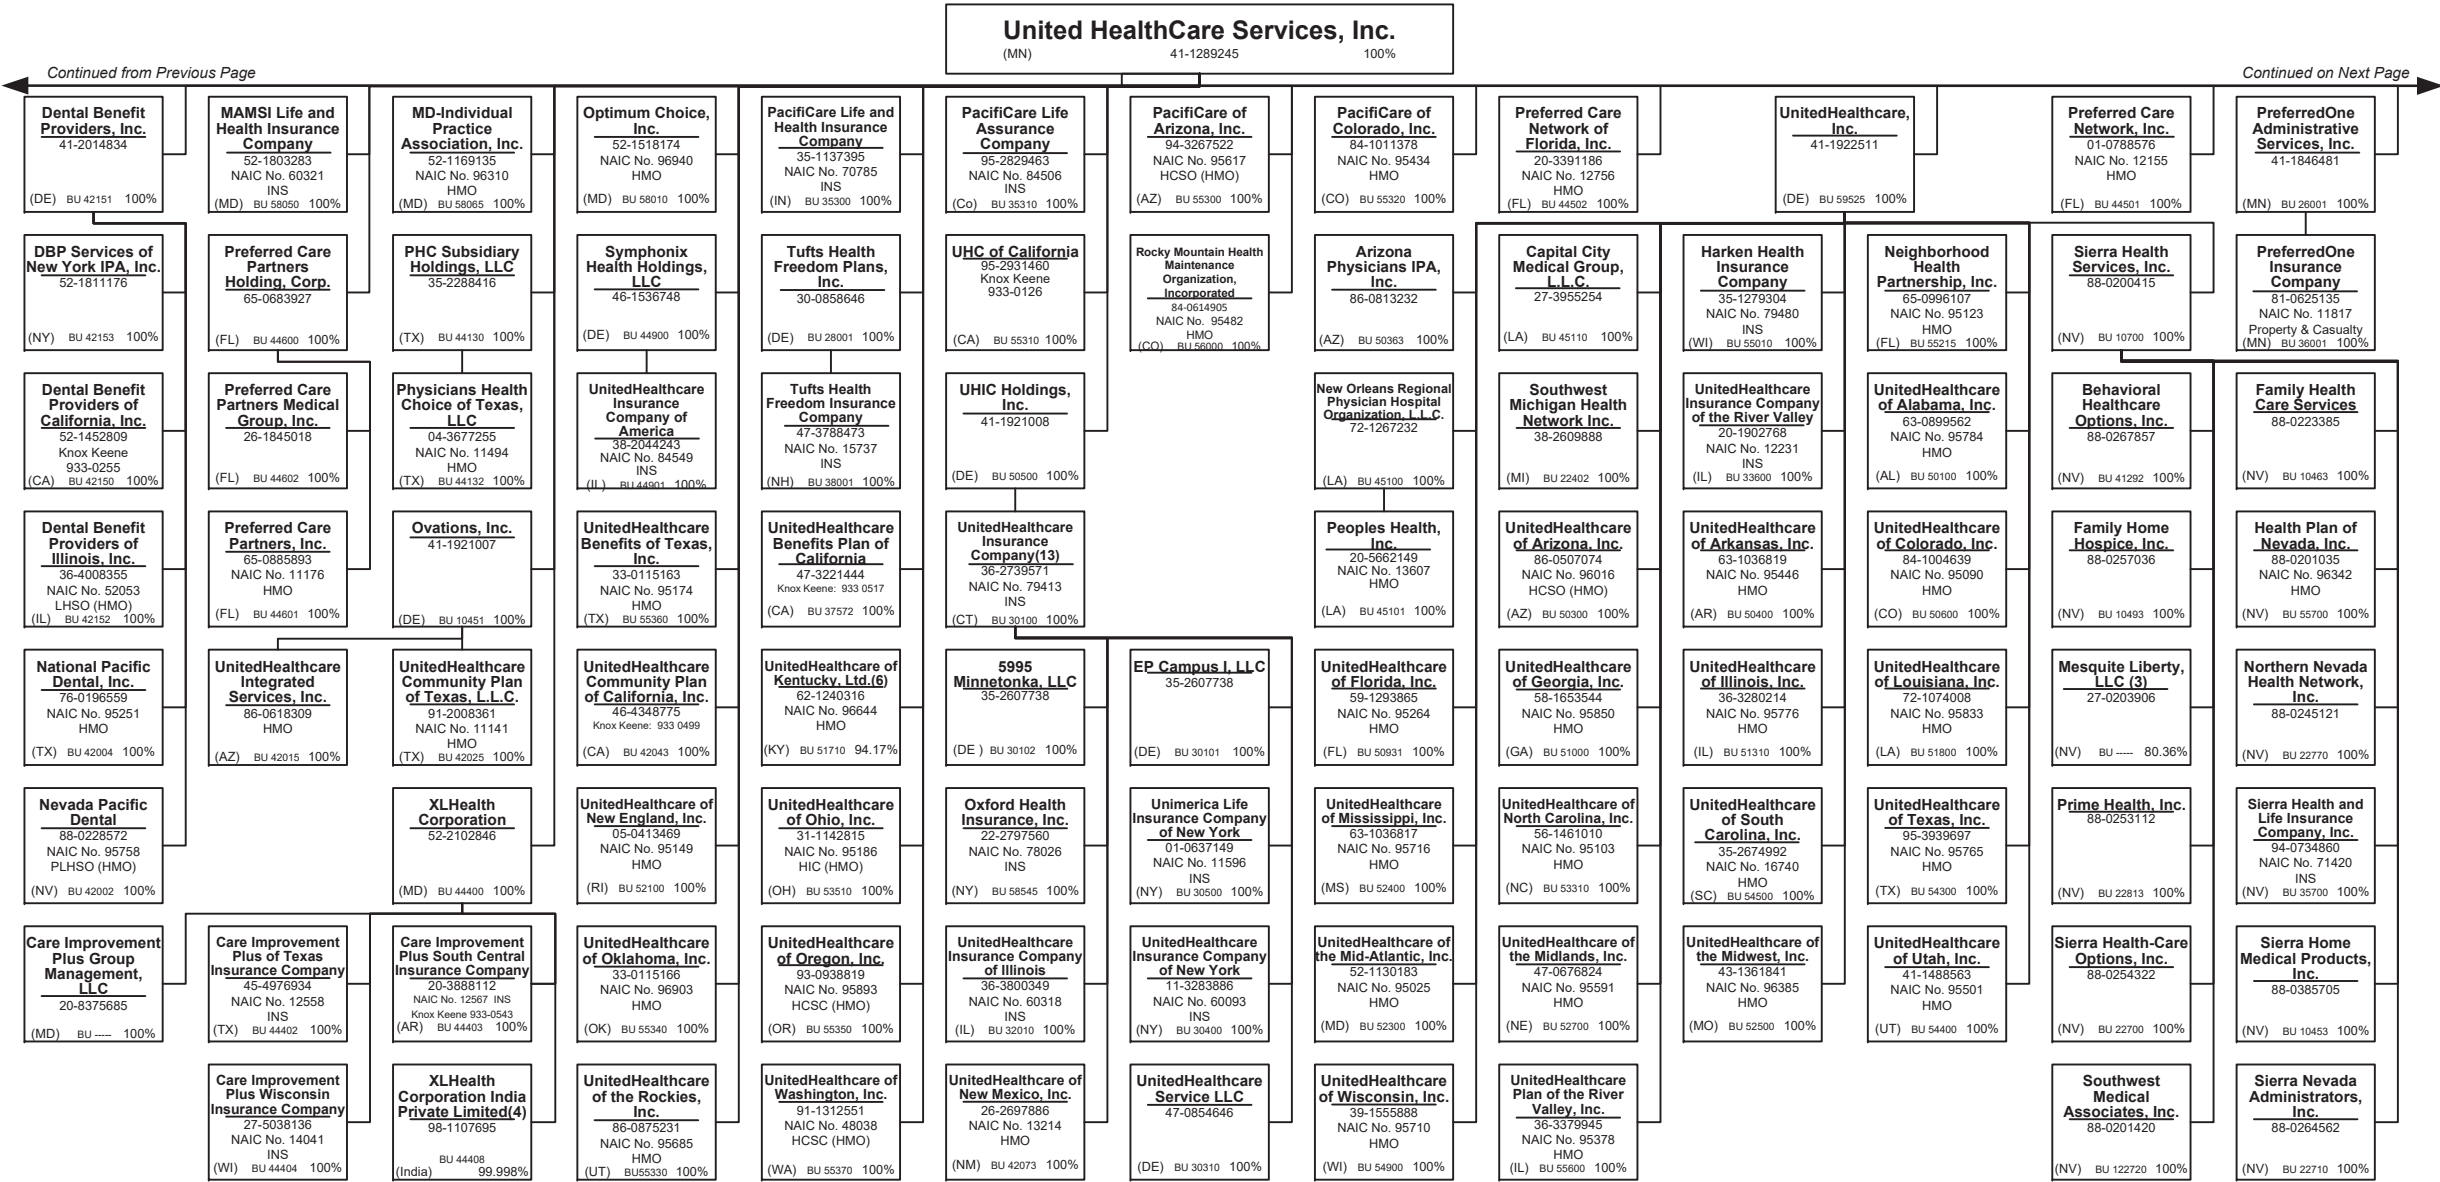 United HealthCare Services, Inc.
(MN) 41-1289245 100%
Continued from Previous Page
Continued on Next Page
Dental Benefit
Providers, Inc.
41-2014834
(DE) BU 42151 100%
MAMSI Life and
Health Insurance
Company
52-1803283
NAIC No. 60321
INS
(MD) BU 58050 100%
MD-Individual
Practice
Association, Inc.
52-1169135
NAIC No. 96310
HMO
(MD) BU 58065 100%
Optimum Choice,
Inc.
52-1518174
NAIC No. 96940
HMO
(MD) BU 58010 100%
PacifiCare Life and
Health Insurance
Company
35-1137395
NAIC No. 70785
INS
(IN) BU 35300 100%
PacifiCare Life
Assurance
Company
95-2829463
NAIC No. 84506
INS
(Co) BU 35310 100%
PacifiCare of
Arizona, Inc.
94-3267522
NAIC No. 95617
HCSO (HMO)
(AZ) BU 55300 100%
PacifiCare of
Colorado, Inc.
84-1011378
NAIC No. 95434
HMO
(CO) BU 55320 100%
Preferred Care
Network of
Florida, Inc.
20-3391186
NAIC No. 12756
HMO
(FL) BU 44502 100%
UnitedHealthcare,
Inc.
41-1922511
(DE) BU 59525 100%
Preferred Care
Network, Inc.
01-0788576
NAIC No. 12155
HMO
(FL) BU 44501 100%
PreferredOne
Administrative
Services, Inc.
41-1846481
(MN) BU 26001 100%
DBP Services of
New York IPA, Inc.
52-1811176
(NY) BU 42153 100%
Preferred Care
Partners
Holding, Corp.
65-0683927
(FL) BU 44600 100%
PHC Subsidiary
Holdings, LLC
35-2288416
(TX) BU 44130 100%
Symphonix
Health Holdings,
LLC
46-1536748
(DE) BU 44900 100%
Tufts Health
Freedom Plans,
Inc.
30-0858646
(DE) BU 28001 100%
UHC of California
95-2931460
Knox Keene
933-0126
(CA) BU 55310 100%
Rocky Mountain Health
Maintenance
Organization,
Incorporated
84-0614905
NAIC No. 95482
HMO
(CO) BU 56000 100%
Arizona
Physicians IPA,
Inc.
86-0813232
(AZ) BU 50363 100%
Capital City
Medical Group,
L.L.C.
27-3955254
(LA) BU 45110 100%
Harken Health
Insurance
Company
35-1279304
NAIC No. 79480
INS
(WI) BU 55010 100%
Neighborhood
Health
Partnership, Inc.
65-0996107
NAIC No. 95123
HMO
(FL) BU 55215 100%
Sierra Health
Services, Inc.
88-0200415
(NV) BU 10700 100%
PreferredOne
Insurance
Company
81-0625135
NAIC No. 11817
Property & Casualty
(MN) BU 36001 100%
Dental Benefit
Providers of
California, Inc.
52-1452809
Knox Keene
933-0255
(CA) BU 42150 100%
Preferred Care
Partners Medical
Group, Inc.
26-1845018
(FL) BU 44602 100%
Physicians Health
Choice of Texas,
LLC
04-3677255
NAIC No. 11494
HMO
(TX) BU 44132 100%
UnitedHealthcare
Insurance
Company of
America
38-2044243
NAIC No. 84549
INS
(IL) BU 44901 100%
Tufts Health
Freedom Insurance
Company
47-3788473
NAIC No. 15737
INS
(NH) BU 38001 100%
UHIC Holdings,
Inc.
41-1921008
(DE) BU 50500 100%
New Orleans Regional
Physician Hospital
Organization, L.L.C.
72-1267232
(LA) BU 45100 100%
Southwest
Michigan Health
Network Inc.
38-2609888
(MI) BU 22402 100%
UnitedHealthcare
Insurance Company
of the River Valley
20-1902768
NAIC No. 12231
INS
(IL) BU 33600 100%
UnitedHealthcare
of Alabama, Inc.
63-0899562
NAIC No. 95784
HMO
(AL) BU 50100 100%
Behavioral
Healthcare
Options, Inc.
88-0267857
(NV) BU 41292 100%
Family Health
Care Services
88-0223385
(NV) BU 10463 100%
Dental Benefit
Providers of
Illinois, Inc.
36-4008355
NAIC No. 52053
LHSO (HMO)
(IL) BU 42152 100%
Preferred Care
Partners, Inc.
65-0885893
NAIC No. 11176
HMO
(FL) BU 44601 100%
Ovations, Inc.
41-1921007
(DE) BU 10451 100%
UnitedHealthcare
Benefits of Texas,
Inc.
33-0115163
NAIC No. 95174
HMO
(TX) BU 55360 100%
UnitedHealthcare
Benefits Plan of
California
47-3221444
Knox Keene: 933 0517
(CA) BU 37572 100%
UnitedHealthcare
Insurance
Company(13)
36-2739571
NAIC No. 79413
INS
(CT) BU 30100 100%
Peoples Health,
Inc.
20-5662149
NAIC No. 13607
HMO
(LA) BU 45101 100%
UnitedHealthcare
of Arizona, Inc.
86-0507074
NAIC No. 96016
HCSO (HMO)
(AZ) BU 50300 100%
UnitedHealthcare
of Arkansas, Inc.
63-1036819
NAIC No. 95446
HMO
(AR) BU 50400 100%
UnitedHealthcare
of Colorado, Inc.
84-1004639
NAIC No. 95090
HMO
(CO) BU 50600 100%
Family Home
Hospice, Inc.
88-0257036
(NV) BU 10493 100%
Health Plan of
Nevada, Inc.
88-0201035
NAIC No. 96342
HMO
(NV) BU 55700 100%
National Pacific
Dental, Inc.
76-0196559
NAIC No. 95251
HMO
(TX) BU 42004 100%
UnitedHealthcare
Integrated
Services, Inc.
86-0618309
HMO
(AZ) BU 42015 100%
UnitedHealthcare
Community Plan
of Texas, L.L.C.
91-2008361
NAIC No. 11141
HMO
(TX) BU 42025 100%
UnitedHealthcare
Community Plan
of California, Inc.
46-4348775
Knox Keene: 933 0499
(CA) BU 42043 100%
UnitedHealthcare of
Kentucky, Ltd.(6)
62-1240316
NAIC No. 96644
HMO
(KY) BU 51710 94.17%
5995
Minnetonka, LLC
35-2607738
(DE ) BU 30102 100%
EP Campus I, LLC
35-2607738
(DE) BU 30101 100%
UnitedHealthcare
of Florida, Inc.
59-1293865
NAIC No. 95264
HMO
(FL) BU 50931 100%
UnitedHealthcare
of Georgia, Inc.
58-1653544
NAIC No. 95850
HMO
(GA) BU 51000 100%
UnitedHealthcare
of Illinois, Inc.
36-3280214
NAIC No. 95776
HMO
(IL) BU 51310 100%
UnitedHealthcare
of Louisiana, Inc.
72-1074008
NAIC No. 95833
HMO
(LA) BU 51800 100%
Mesquite Liberty,
LLC (3)
27-0203906
(NV) BU ----- 80.36%
Northern Nevada
Health Network,
Inc.
88-0245121
(NV) BU 22770 100%
Nevada Pacific
Dental
88-0228572
NAIC No. 95758
PLHSO (HMO)
(NV) BU 42002 100%
XLHealth
Corporation
52-2102846
(MD) BU 44400 100%
UnitedHealthcare of
New England, Inc.
05-0413469
NAIC No. 95149
HMO
(RI) BU 52100 100%
UnitedHealthcare
of Ohio, Inc.
31-1142815
NAIC No. 95186
HIC (HMO)
(OH) BU 53510 100%
Oxford Health
Insurance, Inc.
22-2797560
NAIC No. 78026
INS
(NY) BU 58545 100%
Unimerica Life
Insurance Company
of New York
01-0637149
NAIC No. 11596
INS
(NY) BU 30500 100%
UnitedHealthcare
of Mississippi, Inc.
63-1036817
NAIC No. 95716
HMO
(MS) BU 52400 100%
UnitedHealthcare of
North Carolina, Inc.
56-1461010
NAIC No. 95103
HMO
(NC) BU 53310 100%
UnitedHealthcare
of South
Carolina, Inc.
35-2674992
NAIC No. 16740
HMO
(SC) BU 54500 100%
UnitedHealthcare
of Texas, Inc.
95-3939697
NAIC No. 95765
HMO
(TX) BU 54300 100%
Prime Health, Inc.
88-0253112
(NV) BU 22813 100%
Sierra Health and
Life Insurance
Company, Inc.
94-0734860
NAIC No. 71420
INS
(NV) BU 35700 100%
Care Improvement
Plus Group
Management,
LLC
20-8375685
(MD) BU ----- 100%
Care Improvement
Plus of Texas
Insurance Company
45-4976934
NAIC No. 12558
INS
(TX) BU 44402 100%
Care Improvement
Plus South Central
Insurance Company
20-3888112
NAIC No. 12567 INS
Knox Keene 933-0543
(AR) BU 44403 100%
UnitedHealthcare
of Oklahoma, Inc.
33-0115166
NAIC No. 96903
HMO
(OK) BU 55340 100%
UnitedHealthcare
of Oregon, Inc.
93-0938819
NAIC No. 95893
HCSC (HMO)
(OR) BU 55350 100%
UnitedHealthcare
Insurance Company
of Illinois
36-3800349
NAIC No. 60318
INS
(IL) BU 32010 100%
UnitedHealthcare
Insurance Company
of New York
11-3283886
NAIC No. 60093
INS
(NY) BU 30400 100%
UnitedHealthcare of
the Mid-Atlantic, Inc.
52-1130183
NAIC No. 95025
HMO
(MD) BU 52300 100%
UnitedHealthcare of
the Midlands, Inc.
47-0676824
NAIC No. 95591
HMO
(NE) BU 52700 100%
UnitedHealthcare of
the Midwest, Inc.
43-1361841
NAIC No. 96385
HMO
(MO) BU 52500 100%
UnitedHealthcare
of Utah, Inc.
41-1488563
NAIC No. 95501
HMO
(UT) BU 54400 100%
Sierra Health-Care
Options, Inc.
88-0254322
(NV) BU 22700 100%
Sierra Home
Medical Products,
Inc.
88-0385705
(NV) BU 10453 100%
Care Improvement
Plus Wisconsin
Insurance Company
27-5038136
NAIC No. 14041
INS
(WI) BU 44404 100%
XLHealth
Corporation India
Private Limited(4)
98-1107695
BU 44408
(India) 99.998%
UnitedHealthcare
of the Rockies,
Inc.
86-0875231
NAIC No. 95685
HMO
(UT) BU55330 100%
UnitedHealthcare of
Washington, Inc.
91-1312551
NAIC No. 48038
HCSC (HMO)
(WA) BU 55370 100%
UnitedHealthcare of
New Mexico, Inc.
26-2697886
NAIC No. 13214
HMO
(NM) BU 42073 100%
UnitedHealthcare
Service LLC
47-0854646
(DE) BU 30310 100%
UnitedHealthcare
of Wisconsin, Inc.
39-1555888
NAIC No. 95710
HMO
(WI) BU 54900 100%
UnitedHealthcare
Plan of the River
Valley, Inc.
36-3379945
NAIC No. 95378
HMO
(IL) BU 55600 100%
Southwest
Medical
Associates, Inc.
88-0201420
(NV) BU 122720 100%
Sierra Nevada
Administrators,
Inc.
88-0264562
(NV) BU 22710 100%